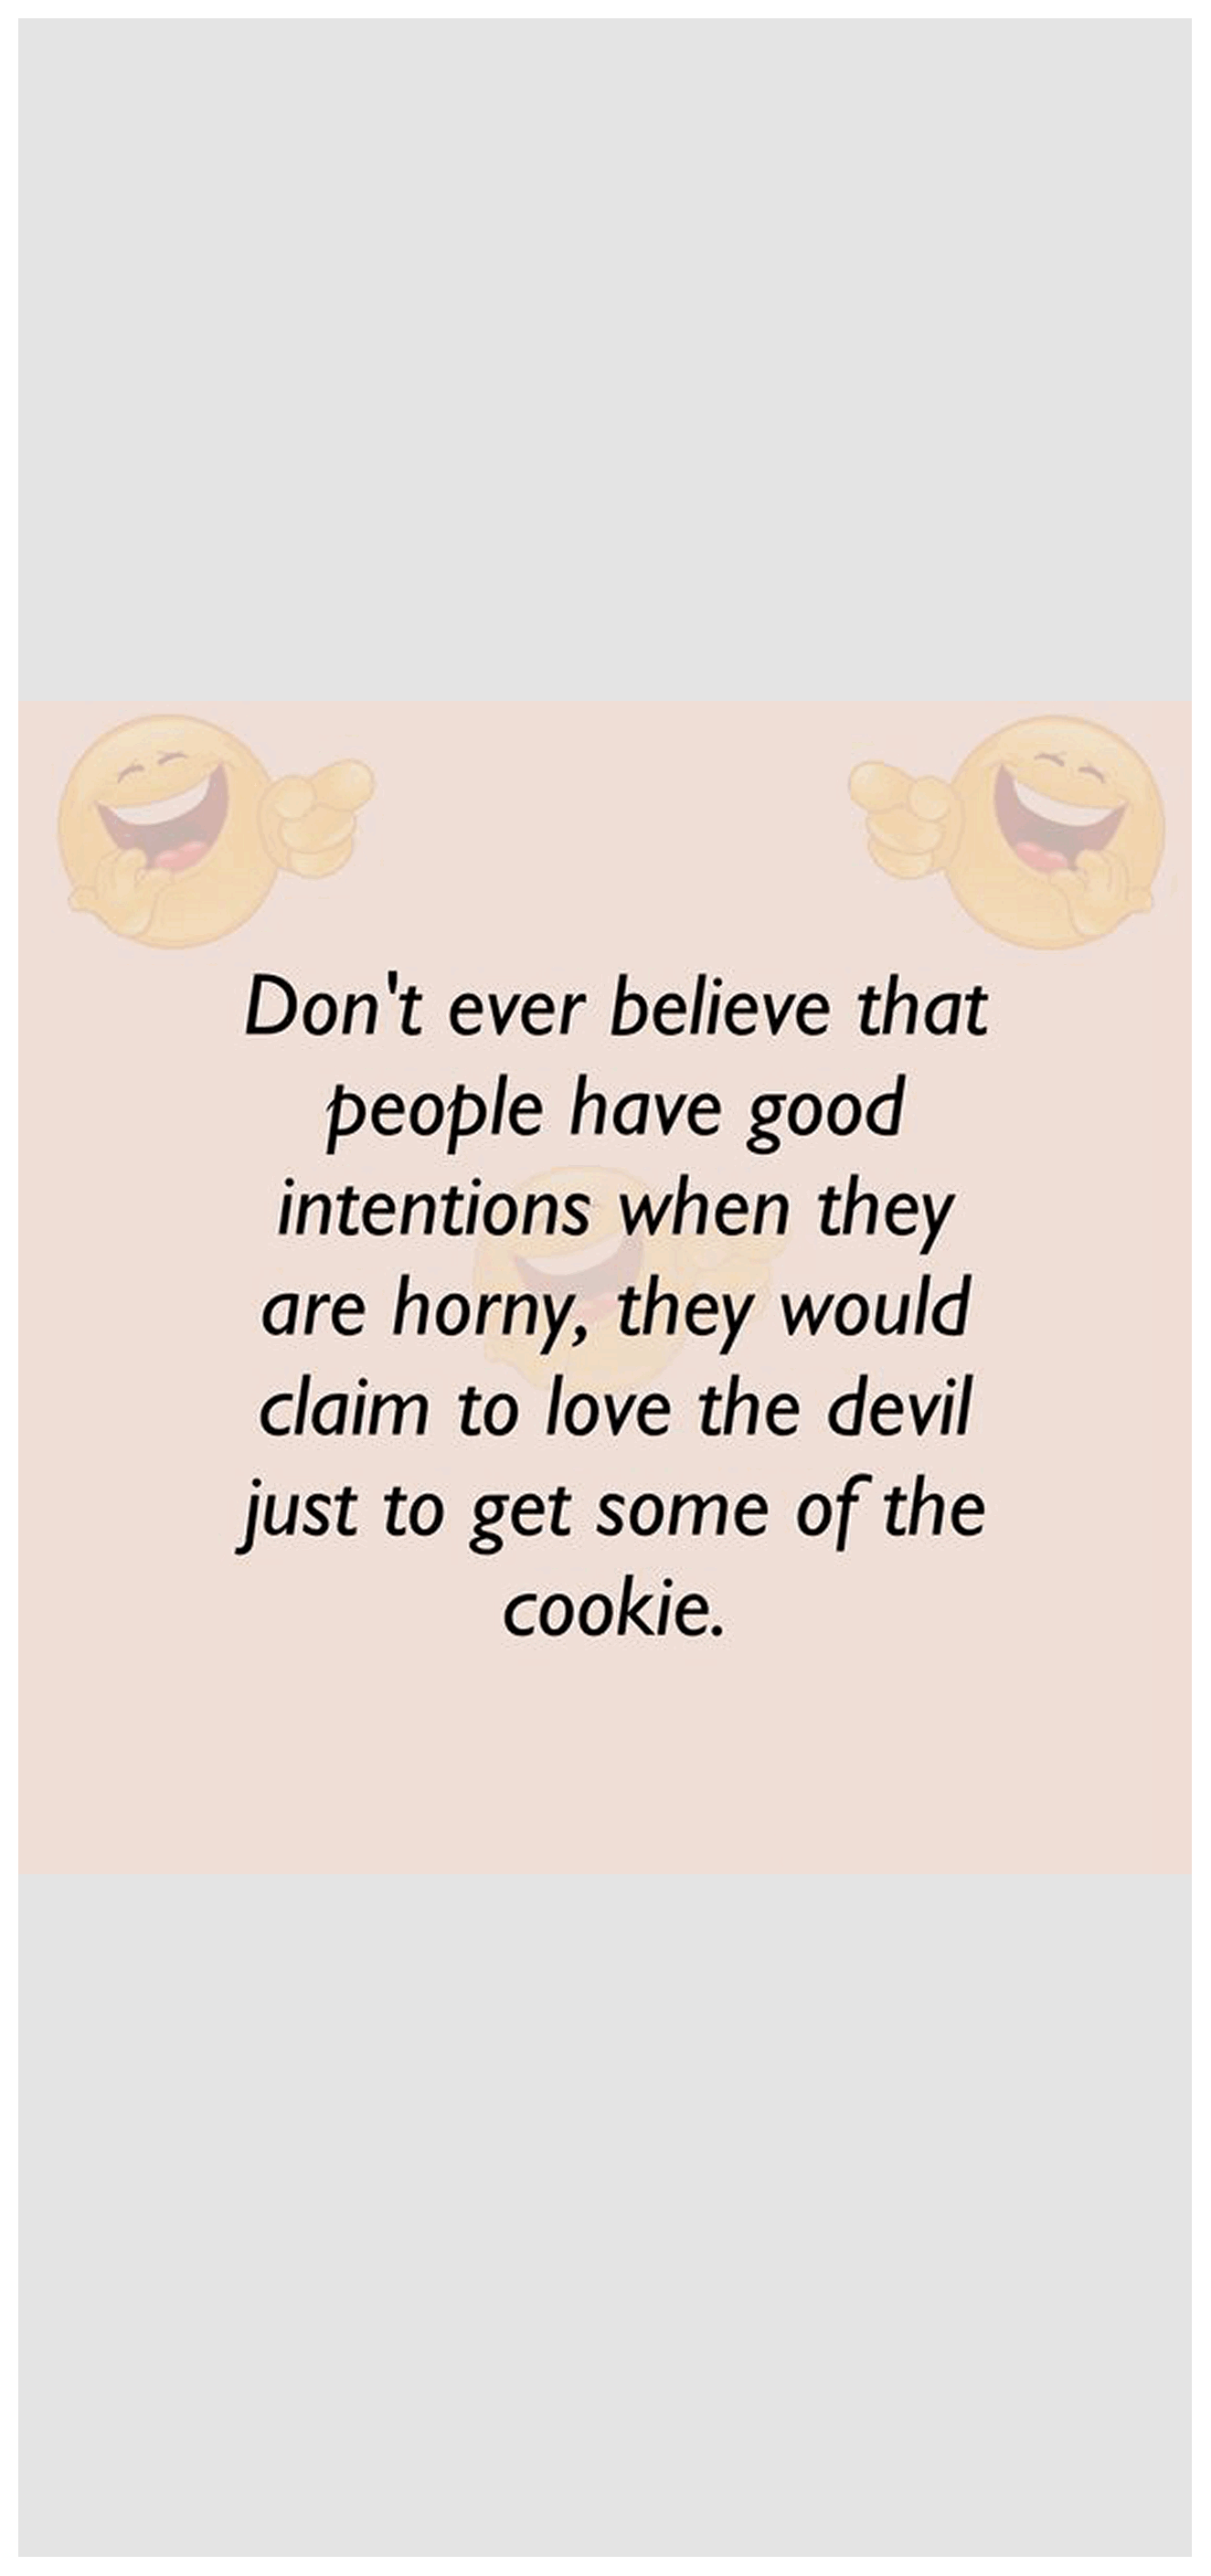 Don't ever believe that
people have good
intentions when they
are horny, they would
claim to love the devil
just to get some of the
cookie.